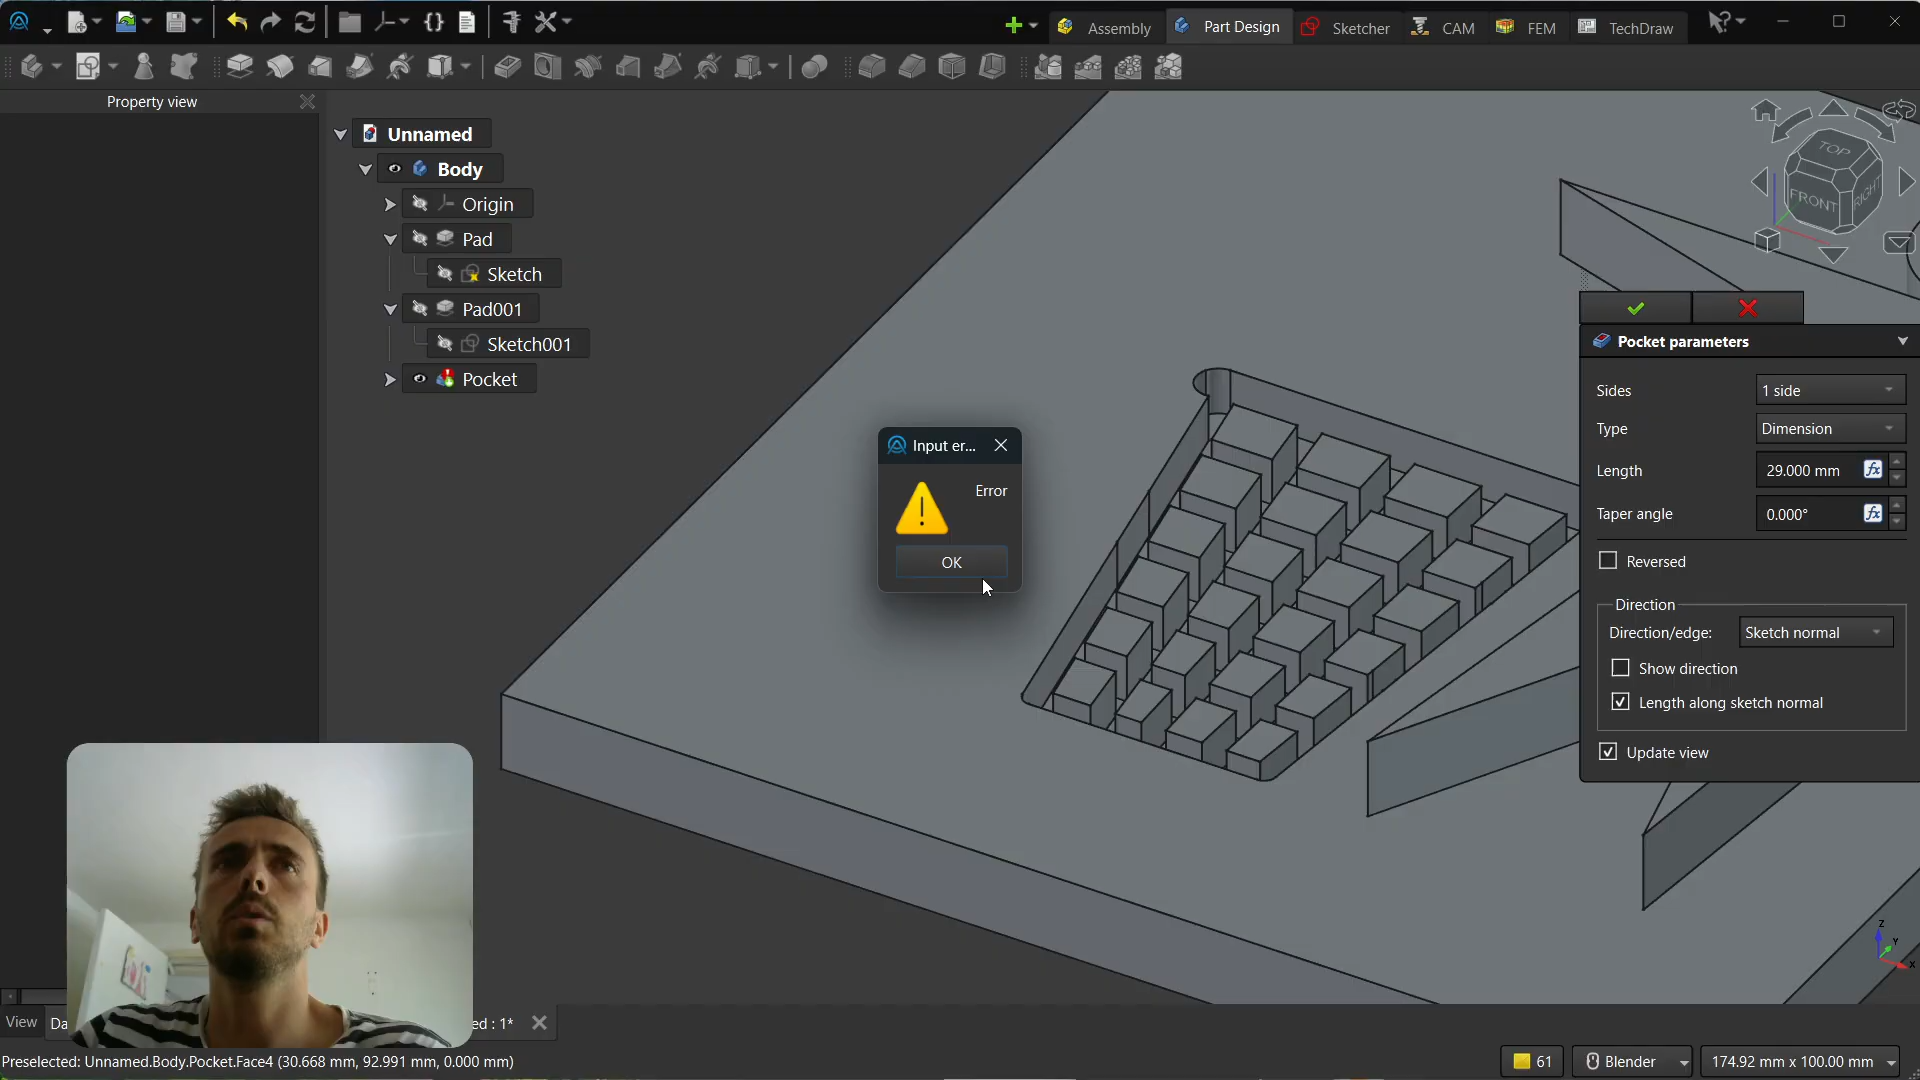 Assembly
Part Design
Sketcher
CAM
FEM
TechDraw
Property view
Unnamed
Body
Origin
Pad
Sketch
Pad001
Sketch001
Pocket
TOP
FRONT
RIGHT
Pocket parameters
Sides
1 side
Type
Dimension
Length
29.000 mm
fx
Taper angle
0.000°
fx
Reversed
Direction
Direction/edge:
Sketch normal
Show direction
Length along sketch normal
Update view
Input er...
Error
OK
Z
Y
X
View
Da
ed : 1*
Preselected: Unnamed.Body.Pocket.Face4 (30.668 mm, 92.991 mm, 0.000 mm)
61
Blender
174.92 mm x 100.00 mm